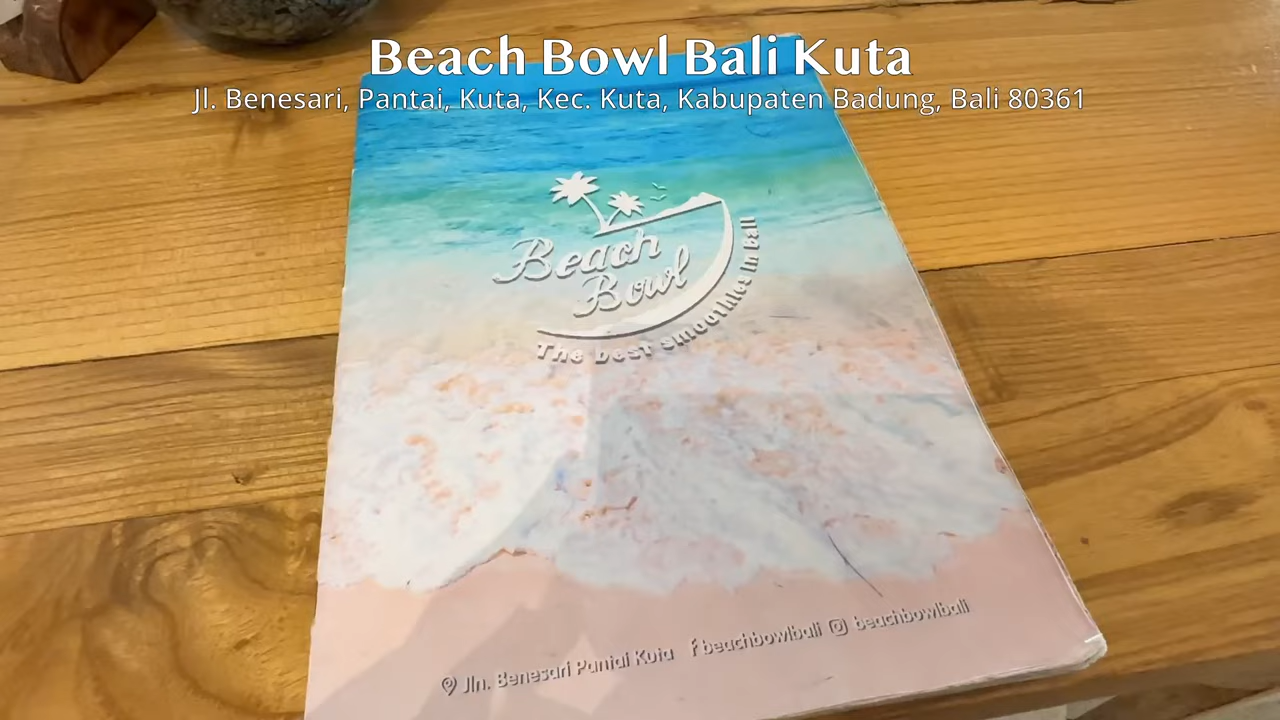 Beach Bowl Bali Kuta
Jl. Benesari, Pantai, Kuta, Kec. Kuta, Kabupaten Badung, Bali 80361
Beach
Bowl
The best smoothies in Bali
Jln. Benesari Pantai Kuta f beachbowlbali beachbowlbali